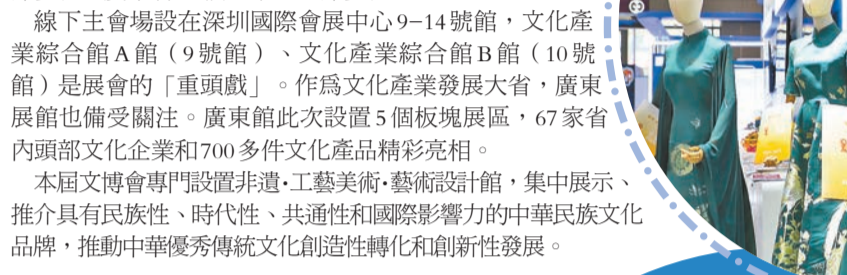 線下主會場設在深圳國際會展中心9-14號館，文化產
業綜合館A館（9號館）、文化產業綜合館B館（10號
館）是展會的「重頭戲」。作爲文化產業發展大省，廣東
展館也備受關注。廣東館此次設置5個板塊展區，67家省
內頭部文化企業和700多件文化產品精彩亮相。
本屆文博會專門設置非遺·工藝美術·藝術設計館，集中展示、
推介具有民族性、時代性、共通性和國際影響力的中華民族文化
品牌，推動中華優秀傳統文化創造性轉化和創新性發展。